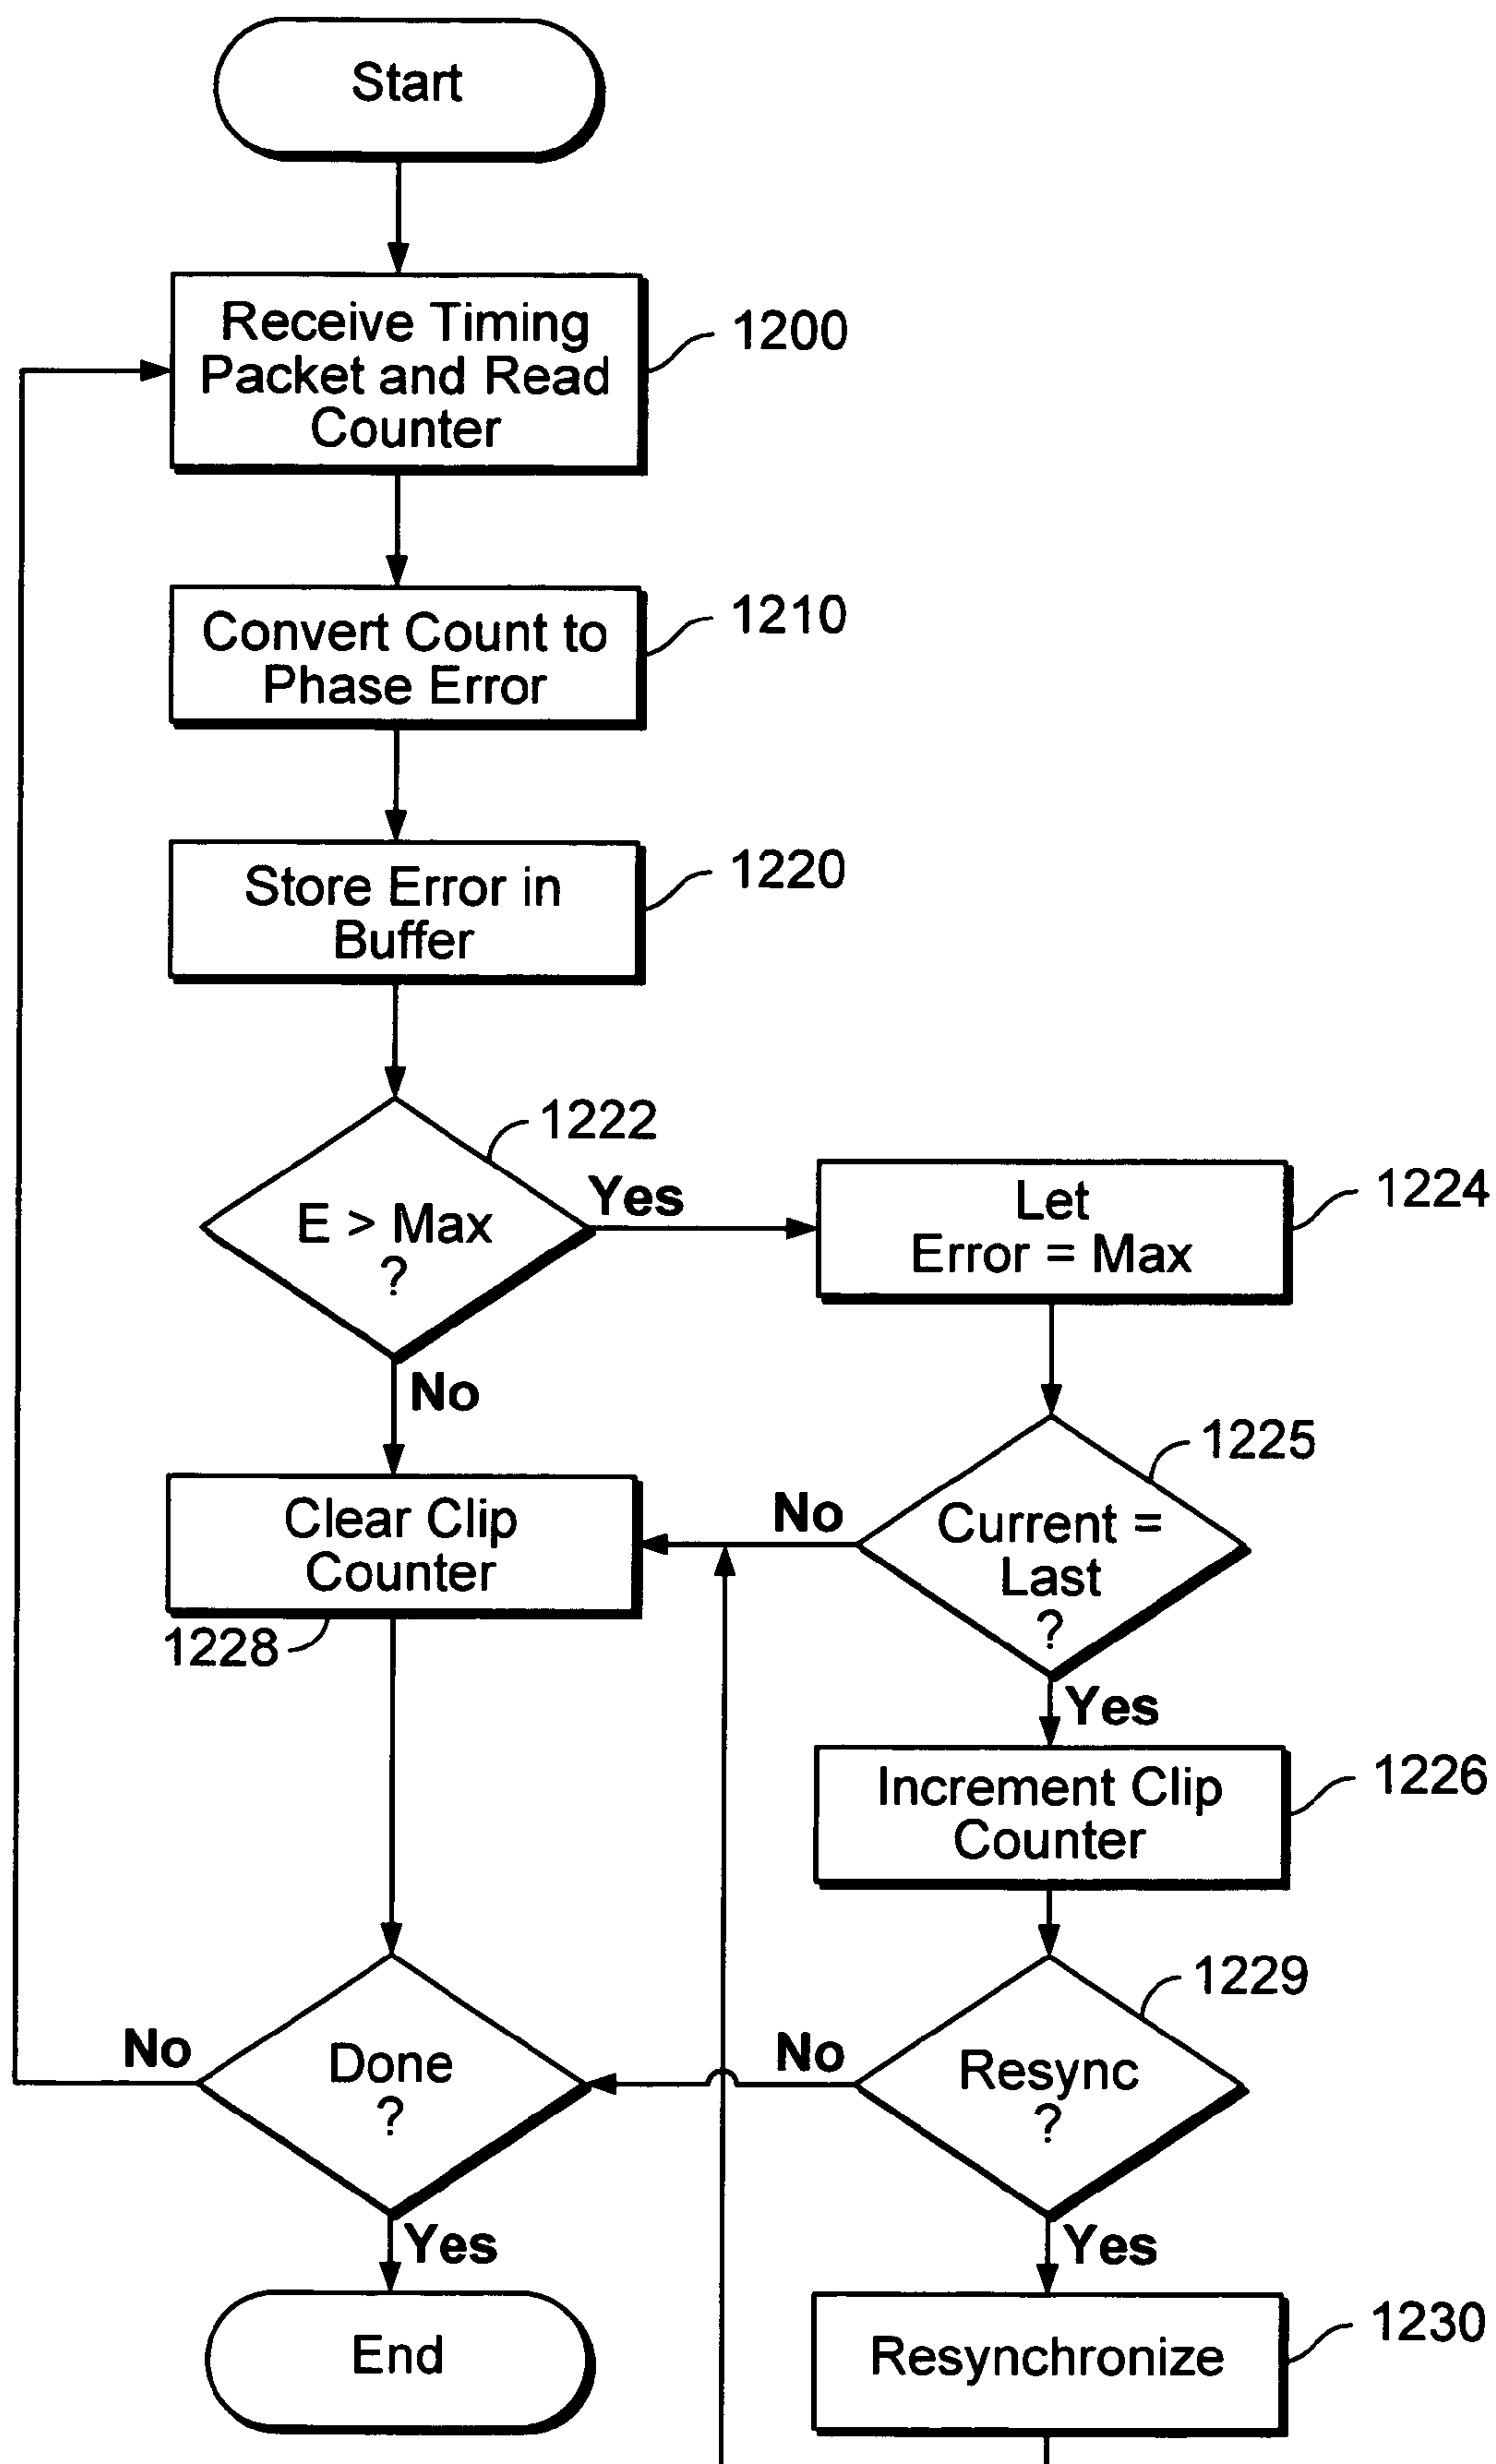 Start
Receive Timing
Packet and Read
Counter
1200
Convert Count to
Phase Error
1210
Store Error in
Buffer
1220
1222
E > Max
?
Yes
No
Let
Error = Max
1224
1225
Current =
Last
?
No
Yes
Clear Clip
Counter
1228
Increment Clip
Counter
1226
1229
Resync
?
No
Yes
Done
?
No
Yes
End
Resynchronize
1230